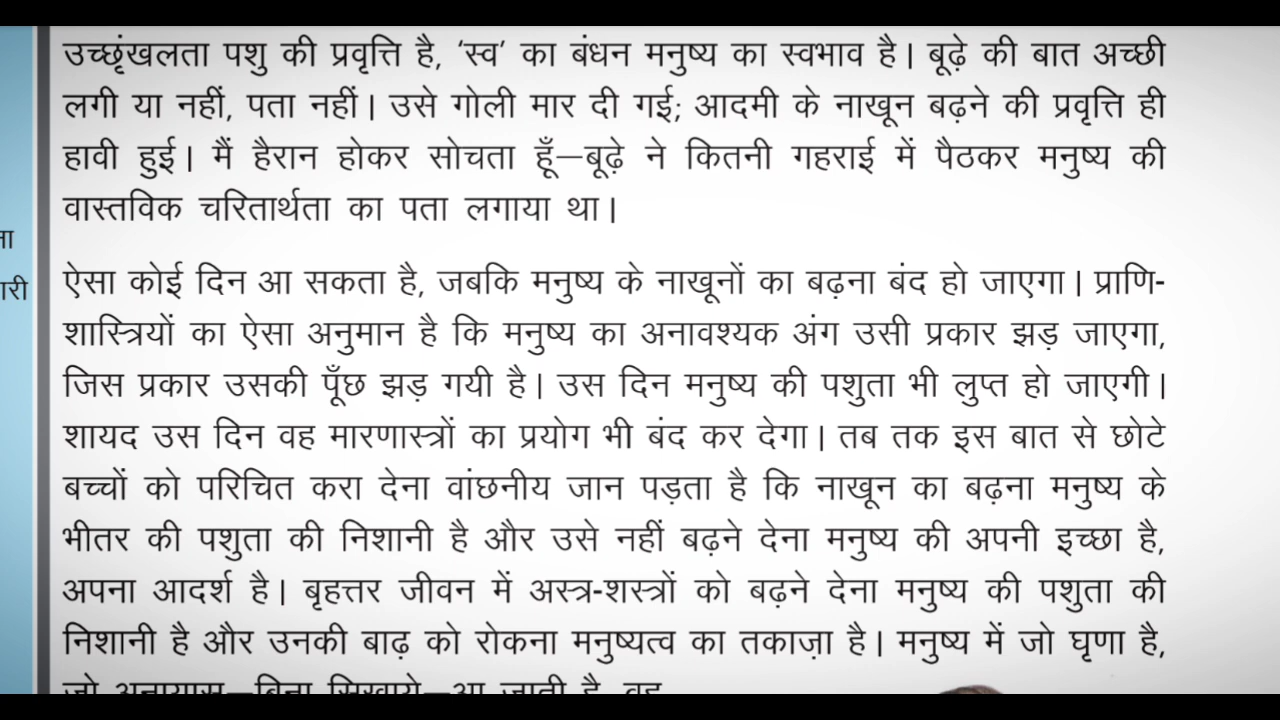 उच्छृंखलता पशु की प्रवृत्ति है, ‘स्व’ का बंधन मनुष्य का स्वभाव है। बूढ़े की बात अच्छी
लगी या नहीं, पता नहीं। उसे गोली मार दी गई; आदमी के नाखून बढ़ने की प्रवृत्ति ही
हावी हुई। मैं हैरान होकर सोचता हूँ—बूढ़े ने कितनी गहराई में पैठकर मनुष्य की
वास्तविक चरितार्थता का पता लगाया था।
ऐसा कोई दिन आ सकता है, जबकि मनुष्य के नाखूनों का बढ़ना बंद हो जाएगा। प्राणि-
शास्त्रियों का ऐसा अनुमान है कि मनुष्य का अनावश्यक अंग उसी प्रकार झड़ जाएगा,
जिस प्रकार उसकी पूँछ झड़ गयी है। उस दिन मनुष्य की पशुता भी लुप्त हो जाएगी।
शायद उस दिन वह मारणास्त्रों का प्रयोग भी बंद कर देगा। तब तक इस बात से छोटे
बच्चों को परिचित करा देना वांछनीय जान पड़ता है कि नाखून का बढ़ना मनुष्य के
भीतर की पशुता की निशानी है और उसे नहीं बढ़ने देना मनुष्य की अपनी इच्छा है,
अपना आदर्श है। बृहत्तर जीवन में अस्त्र-शस्त्रों को बढ़ने देना मनुष्य की पशुता की
निशानी है और उनकी बाढ़ को रोकना मनुष्यत्व का तकाज़ा है। मनुष्य में जो घृणा है,
जो अनायास—बिना सिखाये—आ जाती है, वह